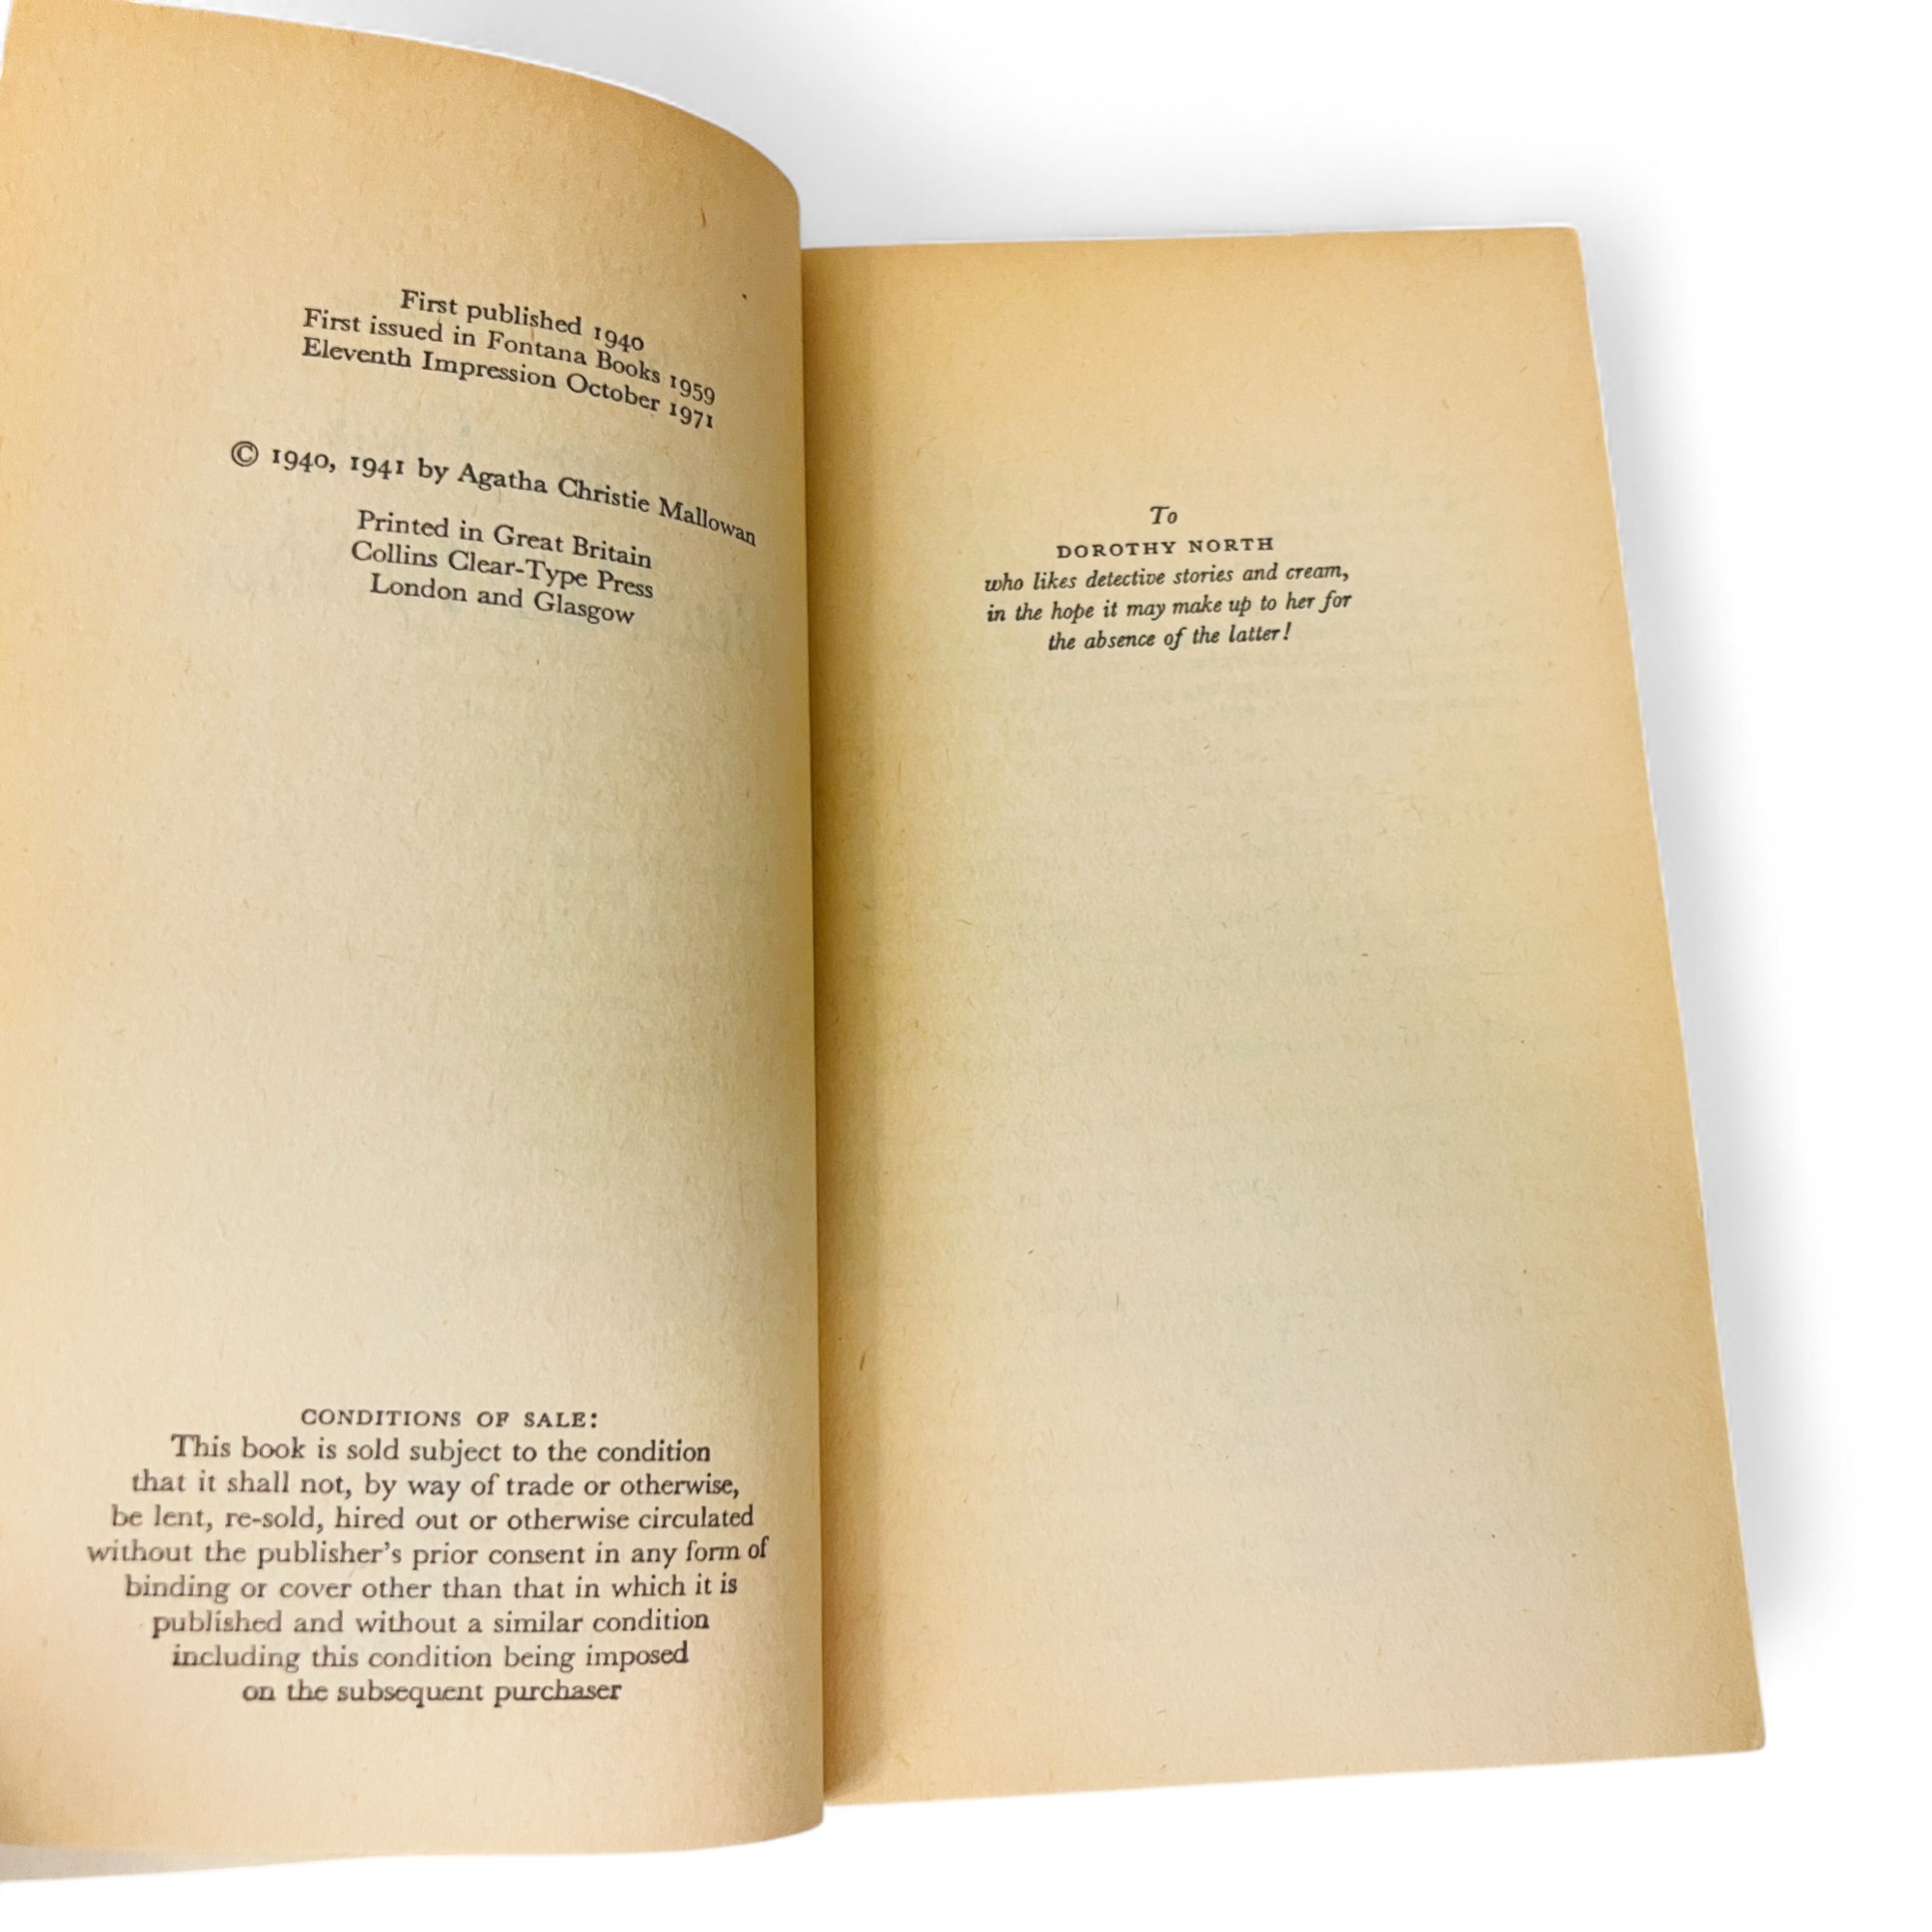 First published 1940
First issued in Fontana Books 1959
Eleventh Impression October 1971
© 1940, 1941 by Agatha Christie Mallowan
Printed in Great Britain
Collins Clear-Type Press
London and Glasgow
CONDITIONS OF SALE:
This book is sold subject to the condition
that it shall not, by way of trade or otherwise,
be lent, re-sold, hired out or otherwise circulated
without the publisher's prior consent in any form of
binding or cover other than that in which it is
published and without a similar condition
including this condition being imposed
on the subsequent purchaser
To
DOROTHY NORTH
who likes detective stories and cream,
in the hope it may make up to her for
the absence of the latter!